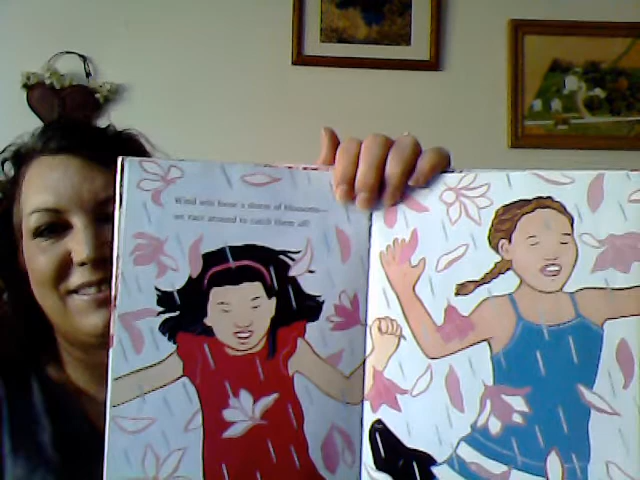 Wind sets loose a storm of blossoms—
we race around to catch them all!